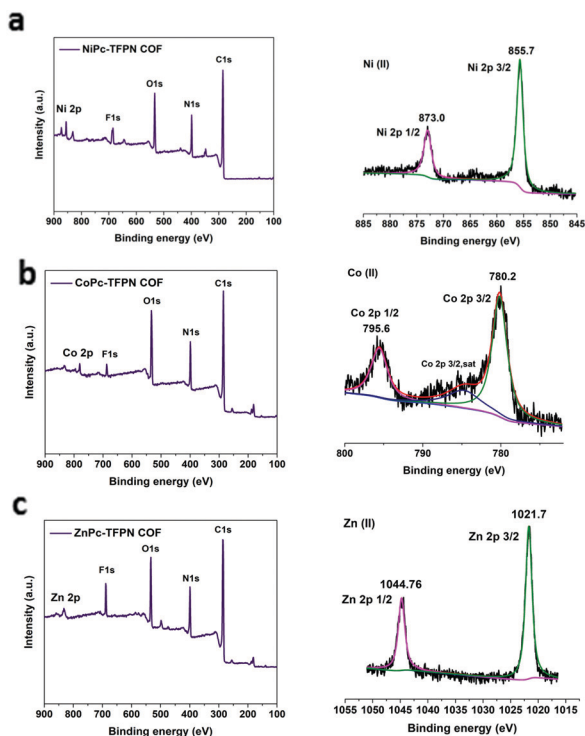 a
NiPc-TFPN COF
Intensity (a.u.)
Ni 2p
F1s
O1s
N1s
C1s
900 800 700 600 500 400 300 200 100
Binding energy (eV)
Ni (II)
855.7
Ni 2p 3/2
873.0
Ni 2p 1/2
885 880 875 870 865 860 855 850 845
Binding energy (eV)
b
CoPc-TFPN COF
Intensity (a.u.)
Co 2p
F1s
O1s
N1s
C1s
900 800 700 600 500 400 300 200 100
Binding energy (eV)
Co (II)
780.2
Co 2p 3/2
Co 2p 1/2
795.6
Co 2p 3/2,sat
800 790 780
Binding energy (eV)
c
ZnPc-TFPN COF
Intensity (a.u.)
Zn 2p
F1s
O1s
N1s
C1s
900 800 700 600 500 400 300 200 100
Binding energy (eV)
Zn (II)
1021.7
Zn 2p 3/2
1044.76
Zn 2p 1/2
1055 1050 1045 1040 1035 1030 1025 1020 1015
Binding energy (eV)